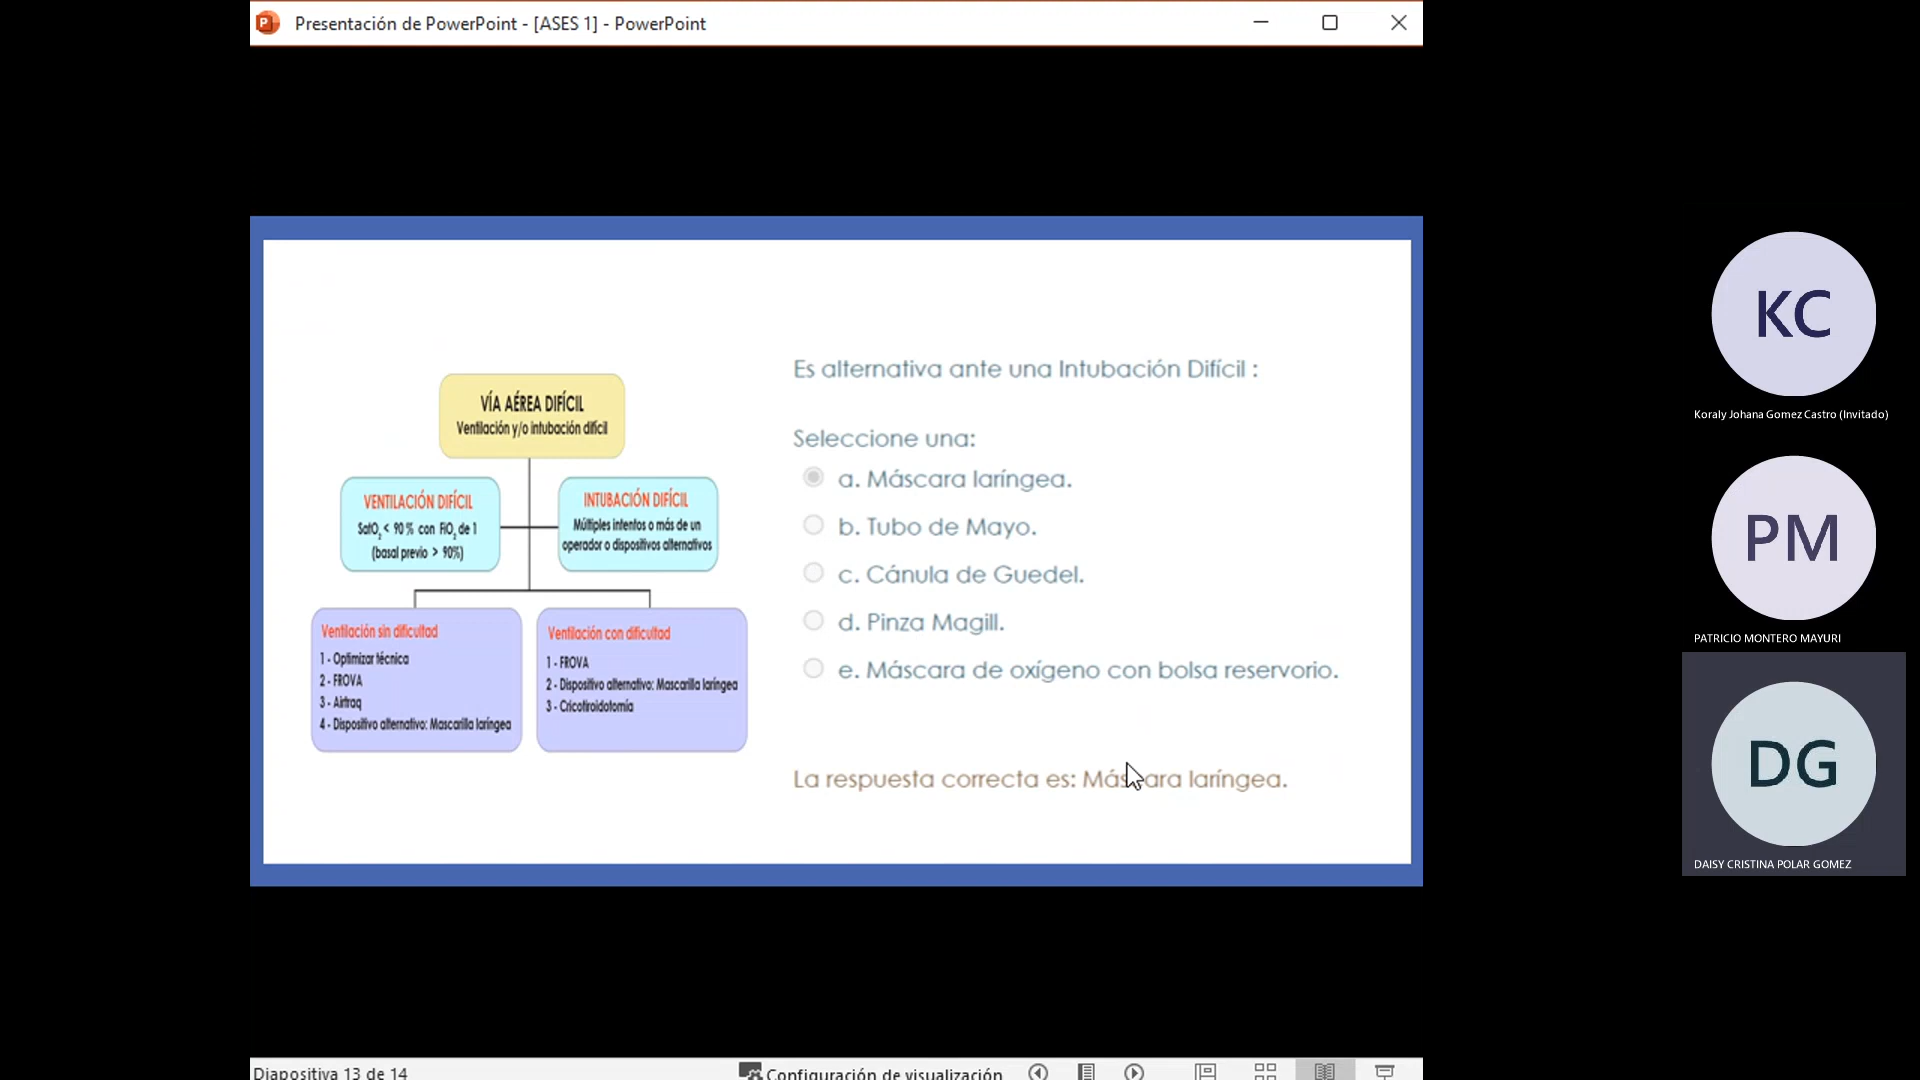 Presentación de PowerPoint - [ASES 1] - PowerPoint
VÍA AÉREA DIFÍCIL
Ventilación y/o intubación difícil
VENTILACIÓN DIFÍCIL
SatO2 < 90 % con FiO2 de 1
(basal previo > 90%)
INTUBACIÓN DIFÍCIL
Múltiples intentos o más de un
operador o dispositivos alternativos
Ventilación sin dificultad
1 - Optimizar técnica
2 - FROVA
3 - Airtraq
4 - Dispositivo alternativo: Mascarilla laríngea
Ventilación con dificultad
1 - FROVA
2 - Dispositivo alternativo: Mascarilla laríngea
3 - Cricotiroidotomía
Es alternativa ante una Intubación Difícil :
Seleccione una:
a. Máscara laríngea.
b. Tubo de Mayo.
c. Cánula de Guedel.
d. Pinza Magill.
e. Máscara de oxígeno con bolsa reservorio.
La respuesta correcta es: Máscara laríngea.
KC
Koraly Johana Gomez Castro (Invitado)
PM
PATRICIO MONTERO MAYURI
DG
DAISY CRISTINA POLAR GOMEZ
Diapositiva 13 de 14
Configuración de visualización